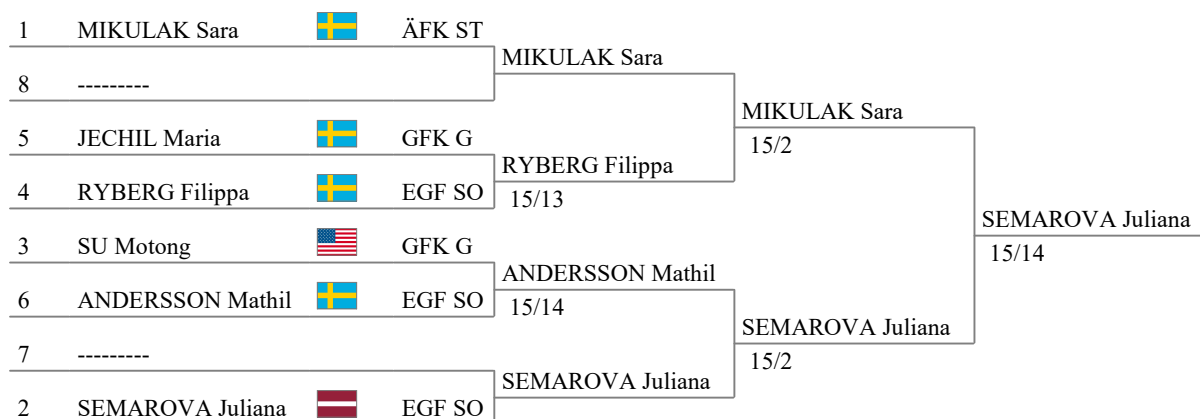 1 MIKULAK Sara ÄFK ST
MIKULAK Sara
8 ---------
MIKULAK Sara
15/2
5 JECHIL Maria GFK G
RYBERG Filippa
15/13
4 RYBERG Filippa EGF SO
SEMAROVA Juliana
15/14
3 SU Motong GFK G
ANDERSSON Mathil
15/14
6 ANDERSSON Mathil EGF SO
SEMAROVA Juliana
15/2
7 ---------
SEMAROVA Juliana
2 SEMAROVA Juliana EGF SO